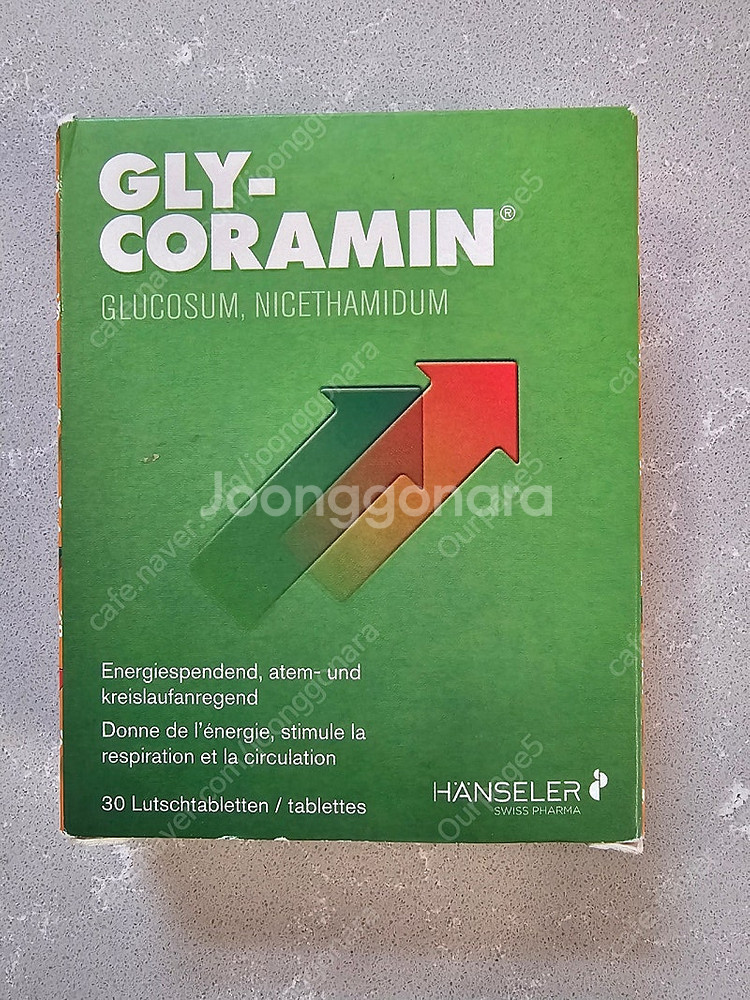 GLY-
CORAMIN®
GLUCOSUM, NICETHAMIDUM
Joonggonara
Energiespendend, atem- und
kreislaufanregend
Donne de l'énergie, stimule la
respiration et la circulation
30 Lutschtabletten / tablettes
HÄNSELER
SWISS PHARMA